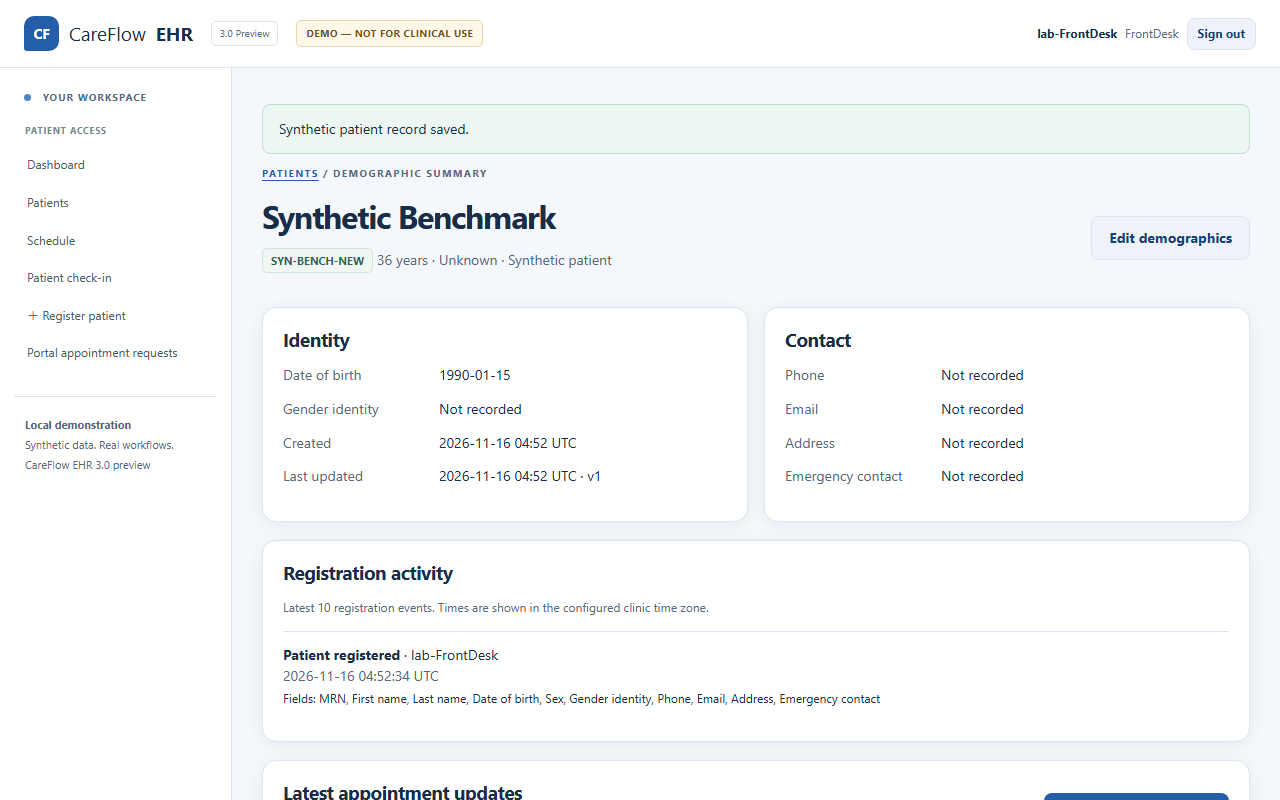 CF CareFlow EHR 3.0 Preview DEMO — NOT FOR CLINICAL USE lab-FrontDesk FrontDesk Sign out
YOUR WORKSPACE
PATIENT ACCESS
Dashboard
Patients
Schedule
Patient check-in
+ Register patient
Portal appointment requests
Local demonstration
Synthetic data. Real workflows.
CareFlow EHR 3.0 preview
Synthetic patient record saved.
PATIENTS / DEMOGRAPHIC SUMMARY
Synthetic Benchmark
SYN-BENCH-NEW 36 years · Unknown · Synthetic patient
Edit demographics
Identity
Date of birth 1990-01-15
Gender identity Not recorded
Created 2026-11-16 04:52 UTC
Last updated 2026-11-16 04:52 UTC · v1
Contact
Phone Not recorded
Email Not recorded
Address Not recorded
Emergency contact Not recorded
Registration activity
Latest 10 registration events. Times are shown in the configured clinic time zone.
Patient registered · lab-FrontDesk
2026-11-16 04:52:34 UTC
Fields: MRN, First name, Last name, Date of birth, Sex, Gender identity, Phone, Email, Address, Emergency contact
Latest appointment updates